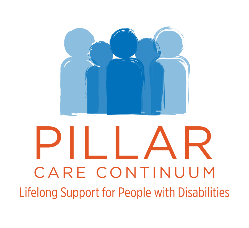 PILLAR
CARE CONTINUUM
Lifelong Support for People with Disabilities